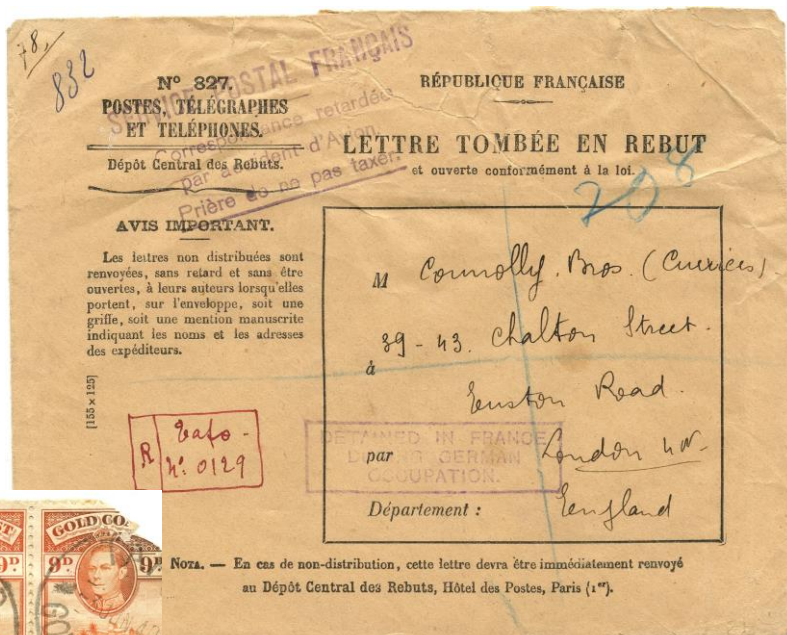 78,
832
SERVICE POSTAL FRANÇAIS
Correspondance retardée
par accident d'Avion.
Prière de ne pas taxer.
N° 827.
POSTES, TÉLÉGRAPHES
ET TELÉPHONES.
Dépôt Central des Rebuts.
RÉPUBLIQUE FRANÇAISE
LETTRE TOMBÉE EN REBUT
et ouverte conformément à la loi.
208
AVIS IMPORTANT.
Les lettres non distribuées sont
renvoyées, sans retard et sans être
ouvertes, à leurs auteurs lorsqu'elles
portent, sur l'enveloppe, soit une
griffe, soit une mention manuscrite
indiquant les noms et les adresses
des expéditeurs.
[155 x 125]
M Connolly. Bros. (Curriers)
39-43. Chalton Street.
à
Euston Road.
par London NW.
Département : England
DETAINED IN FRANCE
DURING GERMAN
OCCUPATION.
R
N: 0129
GOLD CO
9D 9D
NOTA. — En cas de non-distribution, cette lettre devra être immédiatement renvoyé
au Dépôt Central des Rebuts, Hôtel des Postes, Paris (1er).